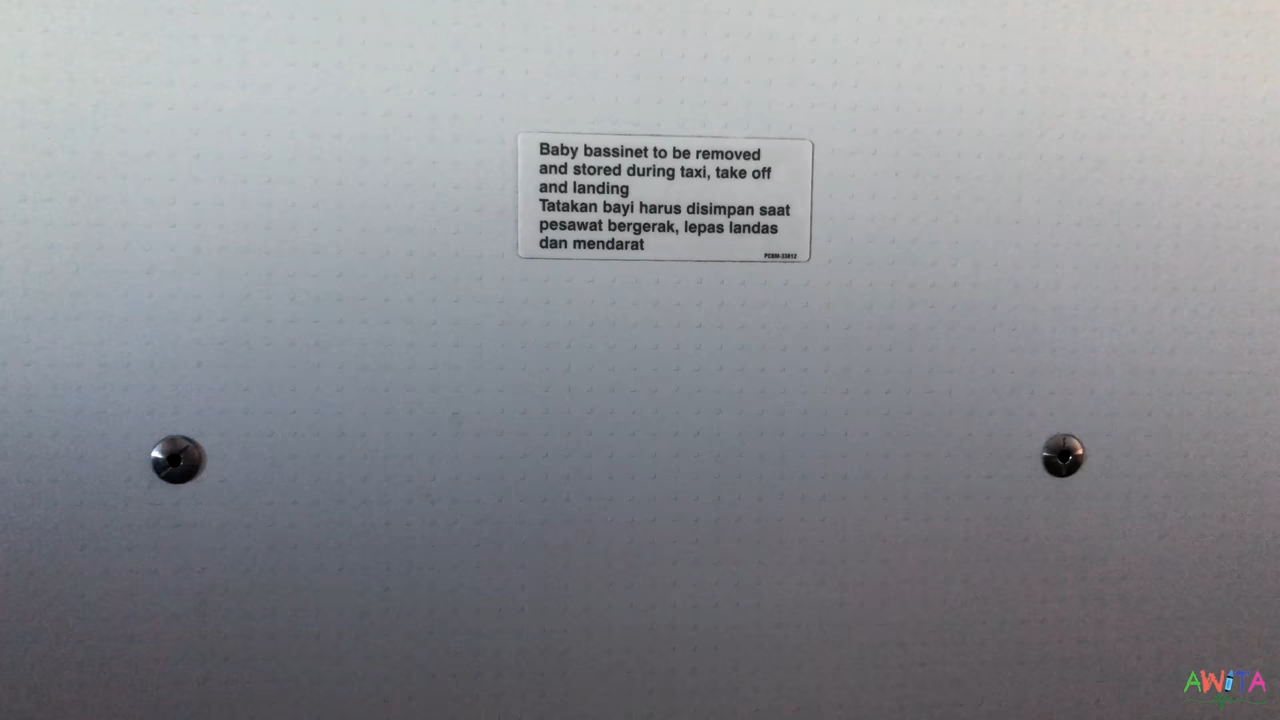 Baby bassinet to be removed
and stored during taxi, take off
and landing
Tatakan bayi harus disimpan saat
pesawat bergerak, lepas landas
dan mendarat
AWiTA